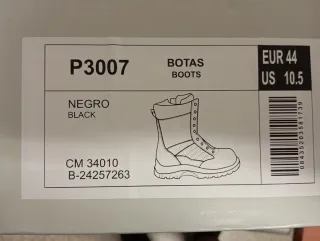 P3007
BOTAS
BOOTS
EUR 44
US 10.5
NEGRO
BLACK
CM 34010
B-24257263